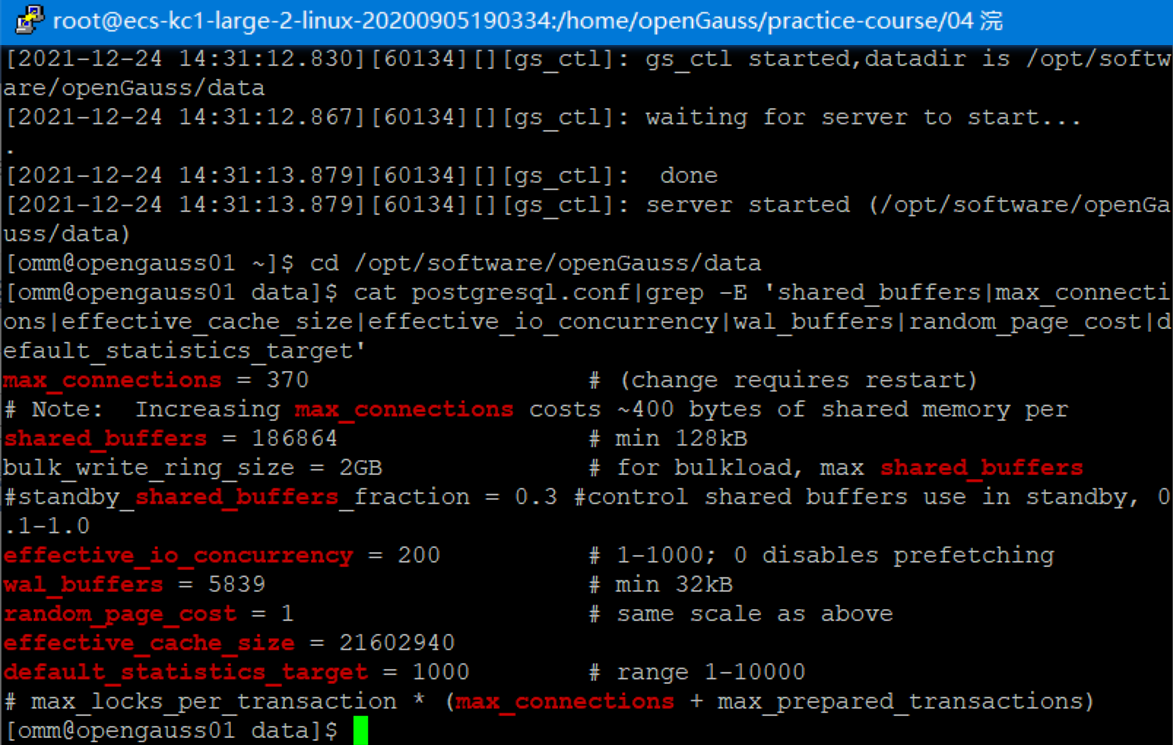 root@ecs-kc1-large-2-linux-20200905190334:/home/openGauss/practice-course/04 浣
[2021-12-24 14:31:12.830][60134][][gs_ctl]: gs_ctl started,datadir is /opt/softw
are/openGauss/data
[2021-12-24 14:31:12.867][60134][][gs_ctl]: waiting for server to start...
.
[2021-12-24 14:31:13.879][60134][][gs_ctl]:  done
[2021-12-24 14:31:13.879][60134][][gs_ctl]: server started (/opt/software/openGa
uss/data)
[omm@opengauss01 ~]$ cd /opt/software/openGauss/data
[omm@opengauss01 data]$ cat postgresql.conf|grep -E 'shared_buffers|max_connecti
ons|effective_cache_size|effective_io_concurrency|wal_buffers|random_page_cost|d
efault_statistics_target'
max_connections = 370                   # (change requires restart)
# Note:  Increasing max_connections costs ~400 bytes of shared memory per
shared_buffers = 186864                 # min 128kB
bulk_write_ring_size = 2GB              # for bulkload, max shared_buffers
#standby_shared_buffers_fraction = 0.3 #control shared buffers use in standby, 0
.1-1.0
effective_io_concurrency = 200          # 1-1000; 0 disables prefetching
wal_buffers = 5839                      # min 32kB
random_page_cost = 1                    # same scale as above
effective_cache_size = 21602940
default_statistics_target = 1000        # range 1-10000
# max_locks_per_transaction * (max_connections + max_prepared_transactions)
[omm@opengauss01 data]$